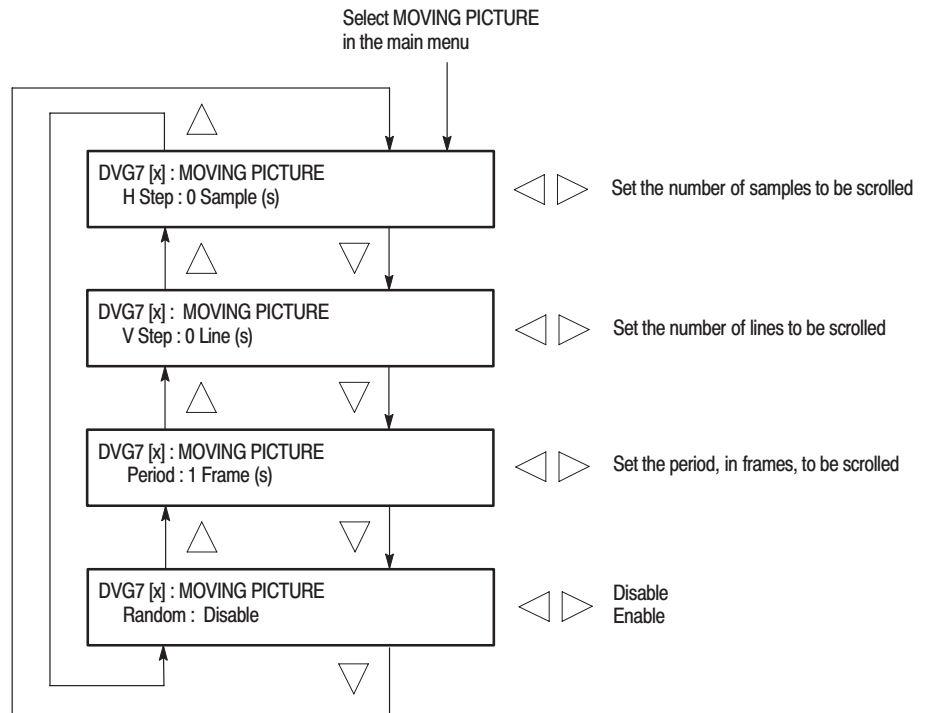 Select MOVING PICTURE
in the main menu
DVG7 [x] : MOVING PICTURE
H Step : 0 Sample (s)
Set the number of samples to be scrolled
DVG7 [x] : MOVING PICTURE
V Step : 0 Line (s)
Set the number of lines to be scrolled
DVG7 [x] : MOVING PICTURE
Period : 1 Frame (s)
Set the period, in frames, to be scrolled
DVG7 [x] : MOVING PICTURE
Random : Disable
Disable
Enable